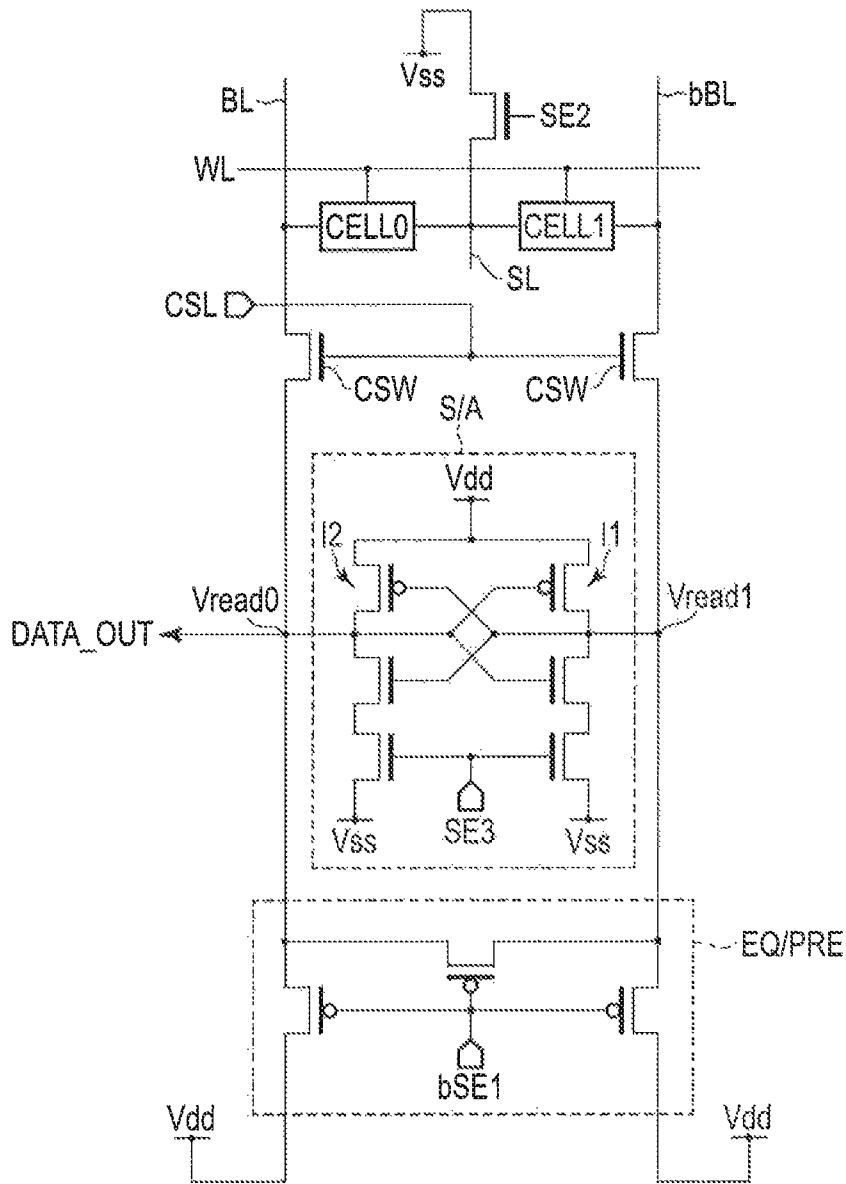 Vss
BL
bBL
SE2
WL
CELL0
CELL1
SL
CSL
CSW
CSW
S/A
Vdd
I2
I1
Vread0
Vread1
DATA_OUT
SE3
Vss
Vss
EQ/PRE
bSE1
Vdd
Vdd